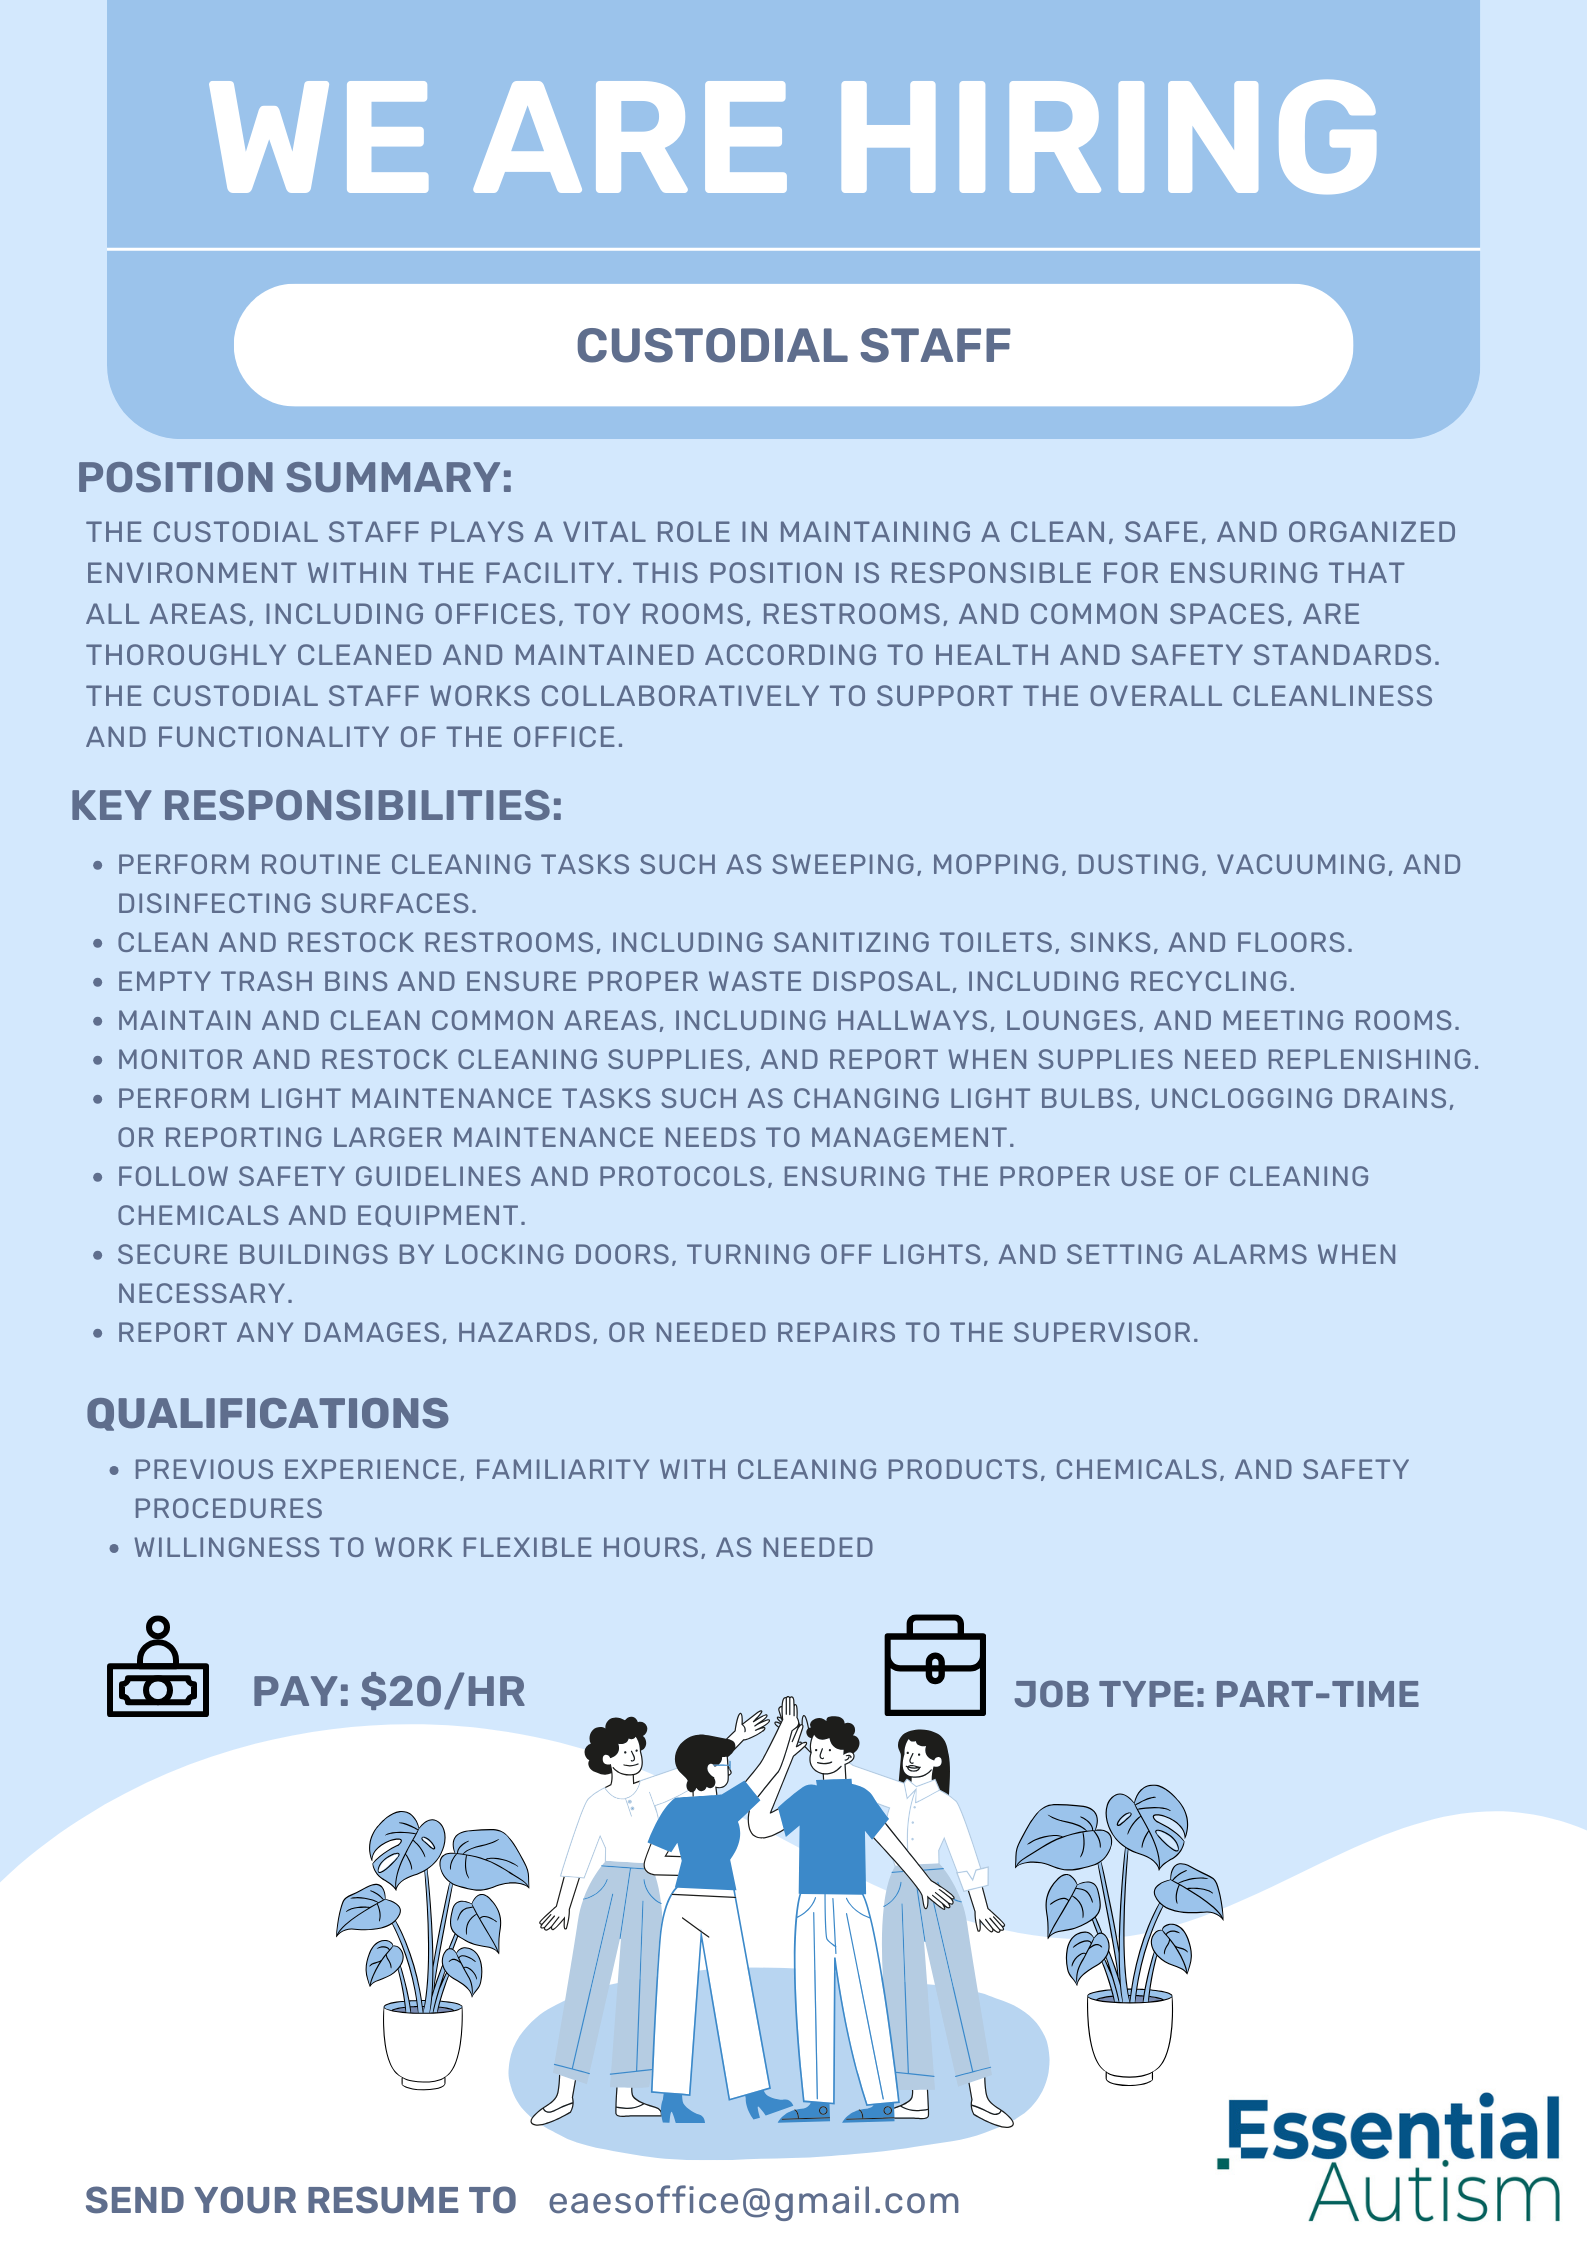 WE ARE HIRING
CUSTODIAL STAFF
POSITION SUMMARY:
THE CUSTODIAL STAFF PLAYS A VITAL ROLE IN MAINTAINING A CLEAN, SAFE, AND ORGANIZED
ENVIRONMENT WITHIN THE FACILITY. THIS POSITION IS RESPONSIBLE FOR ENSURING THAT
ALL AREAS, INCLUDING OFFICES, TOY ROOMS, RESTROOMS, AND COMMON SPACES, ARE
THOROUGHLY CLEANED AND MAINTAINED ACCORDING TO HEALTH AND SAFETY STANDARDS.
THE CUSTODIAL STAFF WORKS COLLABORATIVELY TO SUPPORT THE OVERALL CLEANLINESS
AND FUNCTIONALITY OF THE OFFICE.
KEY RESPONSIBILITIES:
• PERFORM ROUTINE CLEANING TASKS SUCH AS SWEEPING, MOPPING, DUSTING, VACUUMING, AND
DISINFECTING SURFACES.
• CLEAN AND RESTOCK RESTROOMS, INCLUDING SANITIZING TOILETS, SINKS, AND FLOORS.
• EMPTY TRASH BINS AND ENSURE PROPER WASTE DISPOSAL, INCLUDING RECYCLING.
• MAINTAIN AND CLEAN COMMON AREAS, INCLUDING HALLWAYS, LOUNGES, AND MEETING ROOMS.
• MONITOR AND RESTOCK CLEANING SUPPLIES, AND REPORT WHEN SUPPLIES NEED REPLENISHING.
• PERFORM LIGHT MAINTENANCE TASKS SUCH AS CHANGING LIGHT BULBS, UNCLOGGING DRAINS,
OR REPORTING LARGER MAINTENANCE NEEDS TO MANAGEMENT.
• FOLLOW SAFETY GUIDELINES AND PROTOCOLS, ENSURING THE PROPER USE OF CLEANING
CHEMICALS AND EQUIPMENT.
• SECURE BUILDINGS BY LOCKING DOORS, TURNING OFF LIGHTS, AND SETTING ALARMS WHEN
NECESSARY.
• REPORT ANY DAMAGES, HAZARDS, OR NEEDED REPAIRS TO THE SUPERVISOR.
QUALIFICATIONS
• PREVIOUS EXPERIENCE, FAMILIARITY WITH CLEANING PRODUCTS, CHEMICALS, AND SAFETY
PROCEDURES
• WILLINGNESS TO WORK FLEXIBLE HOURS, AS NEEDED
PAY: $20/HR
JOB TYPE: PART-TIME
SEND YOUR RESUME TO eaesoffice@gmail.com
Essential
Autism